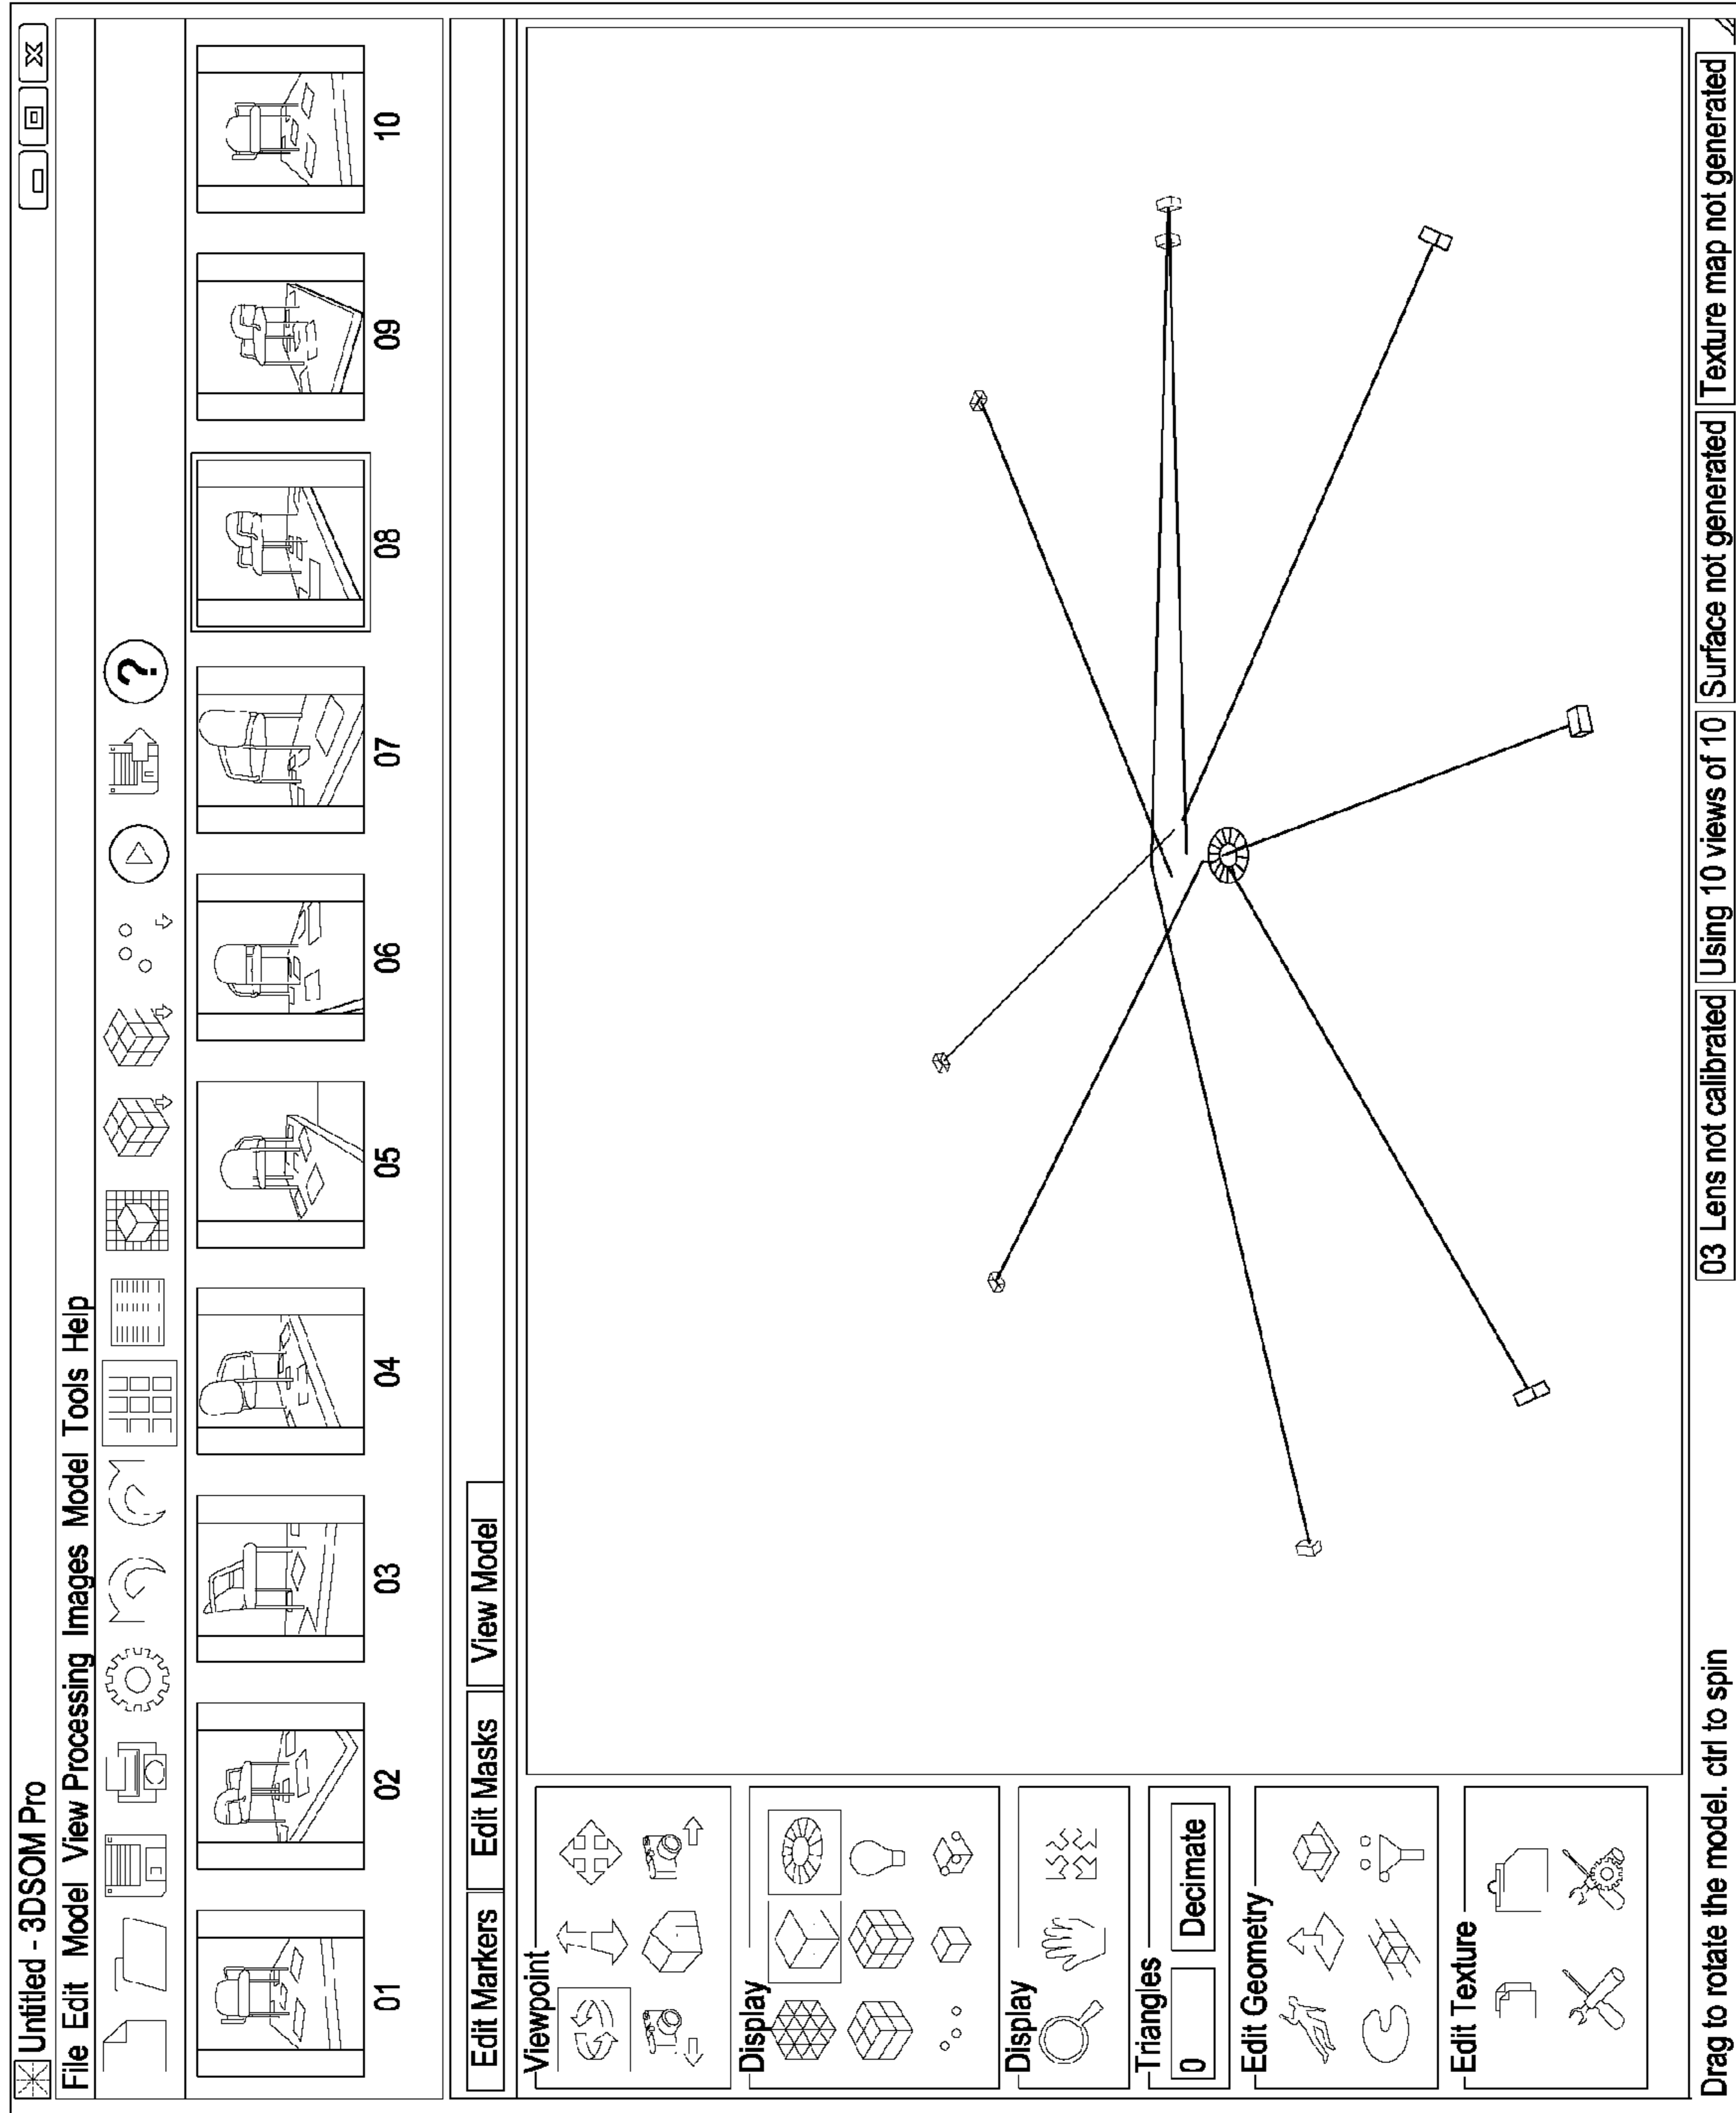 Untitled - 3DSOM Pro
File Edit Model View Processing Images Model Tools Help
?
01 02 03 04 05 06 07 08 09 10
Edit Markers Edit Masks View Model
Viewpoint
Display
Display
Triangles
0 Decimate
Edit Geometry
Edit Texture
Drag to rotate the model. ctrl to spin 03 Lens not calibrated Using 10 views of 10 Surface not generated Texture map not generated